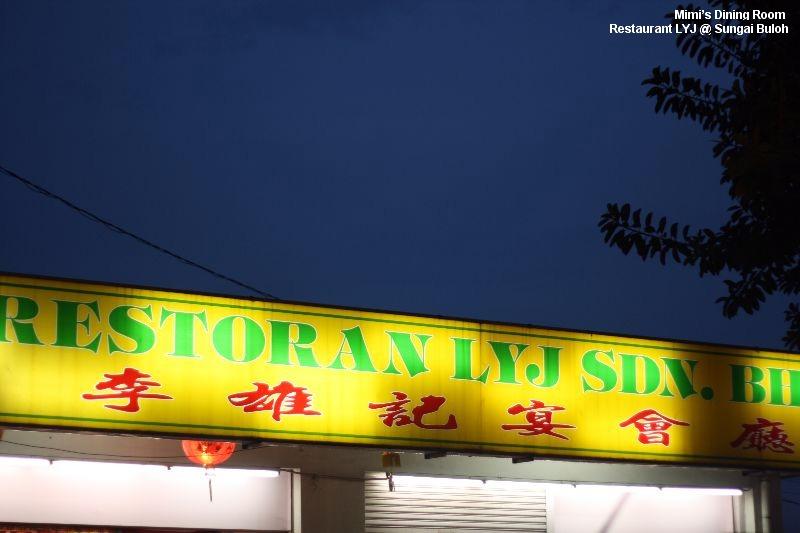 Mimi's Dining Room
Restaurant LYJ @ Sungai Buloh
RESTORAN LYJ SDN. BH
李雄記宴會廳